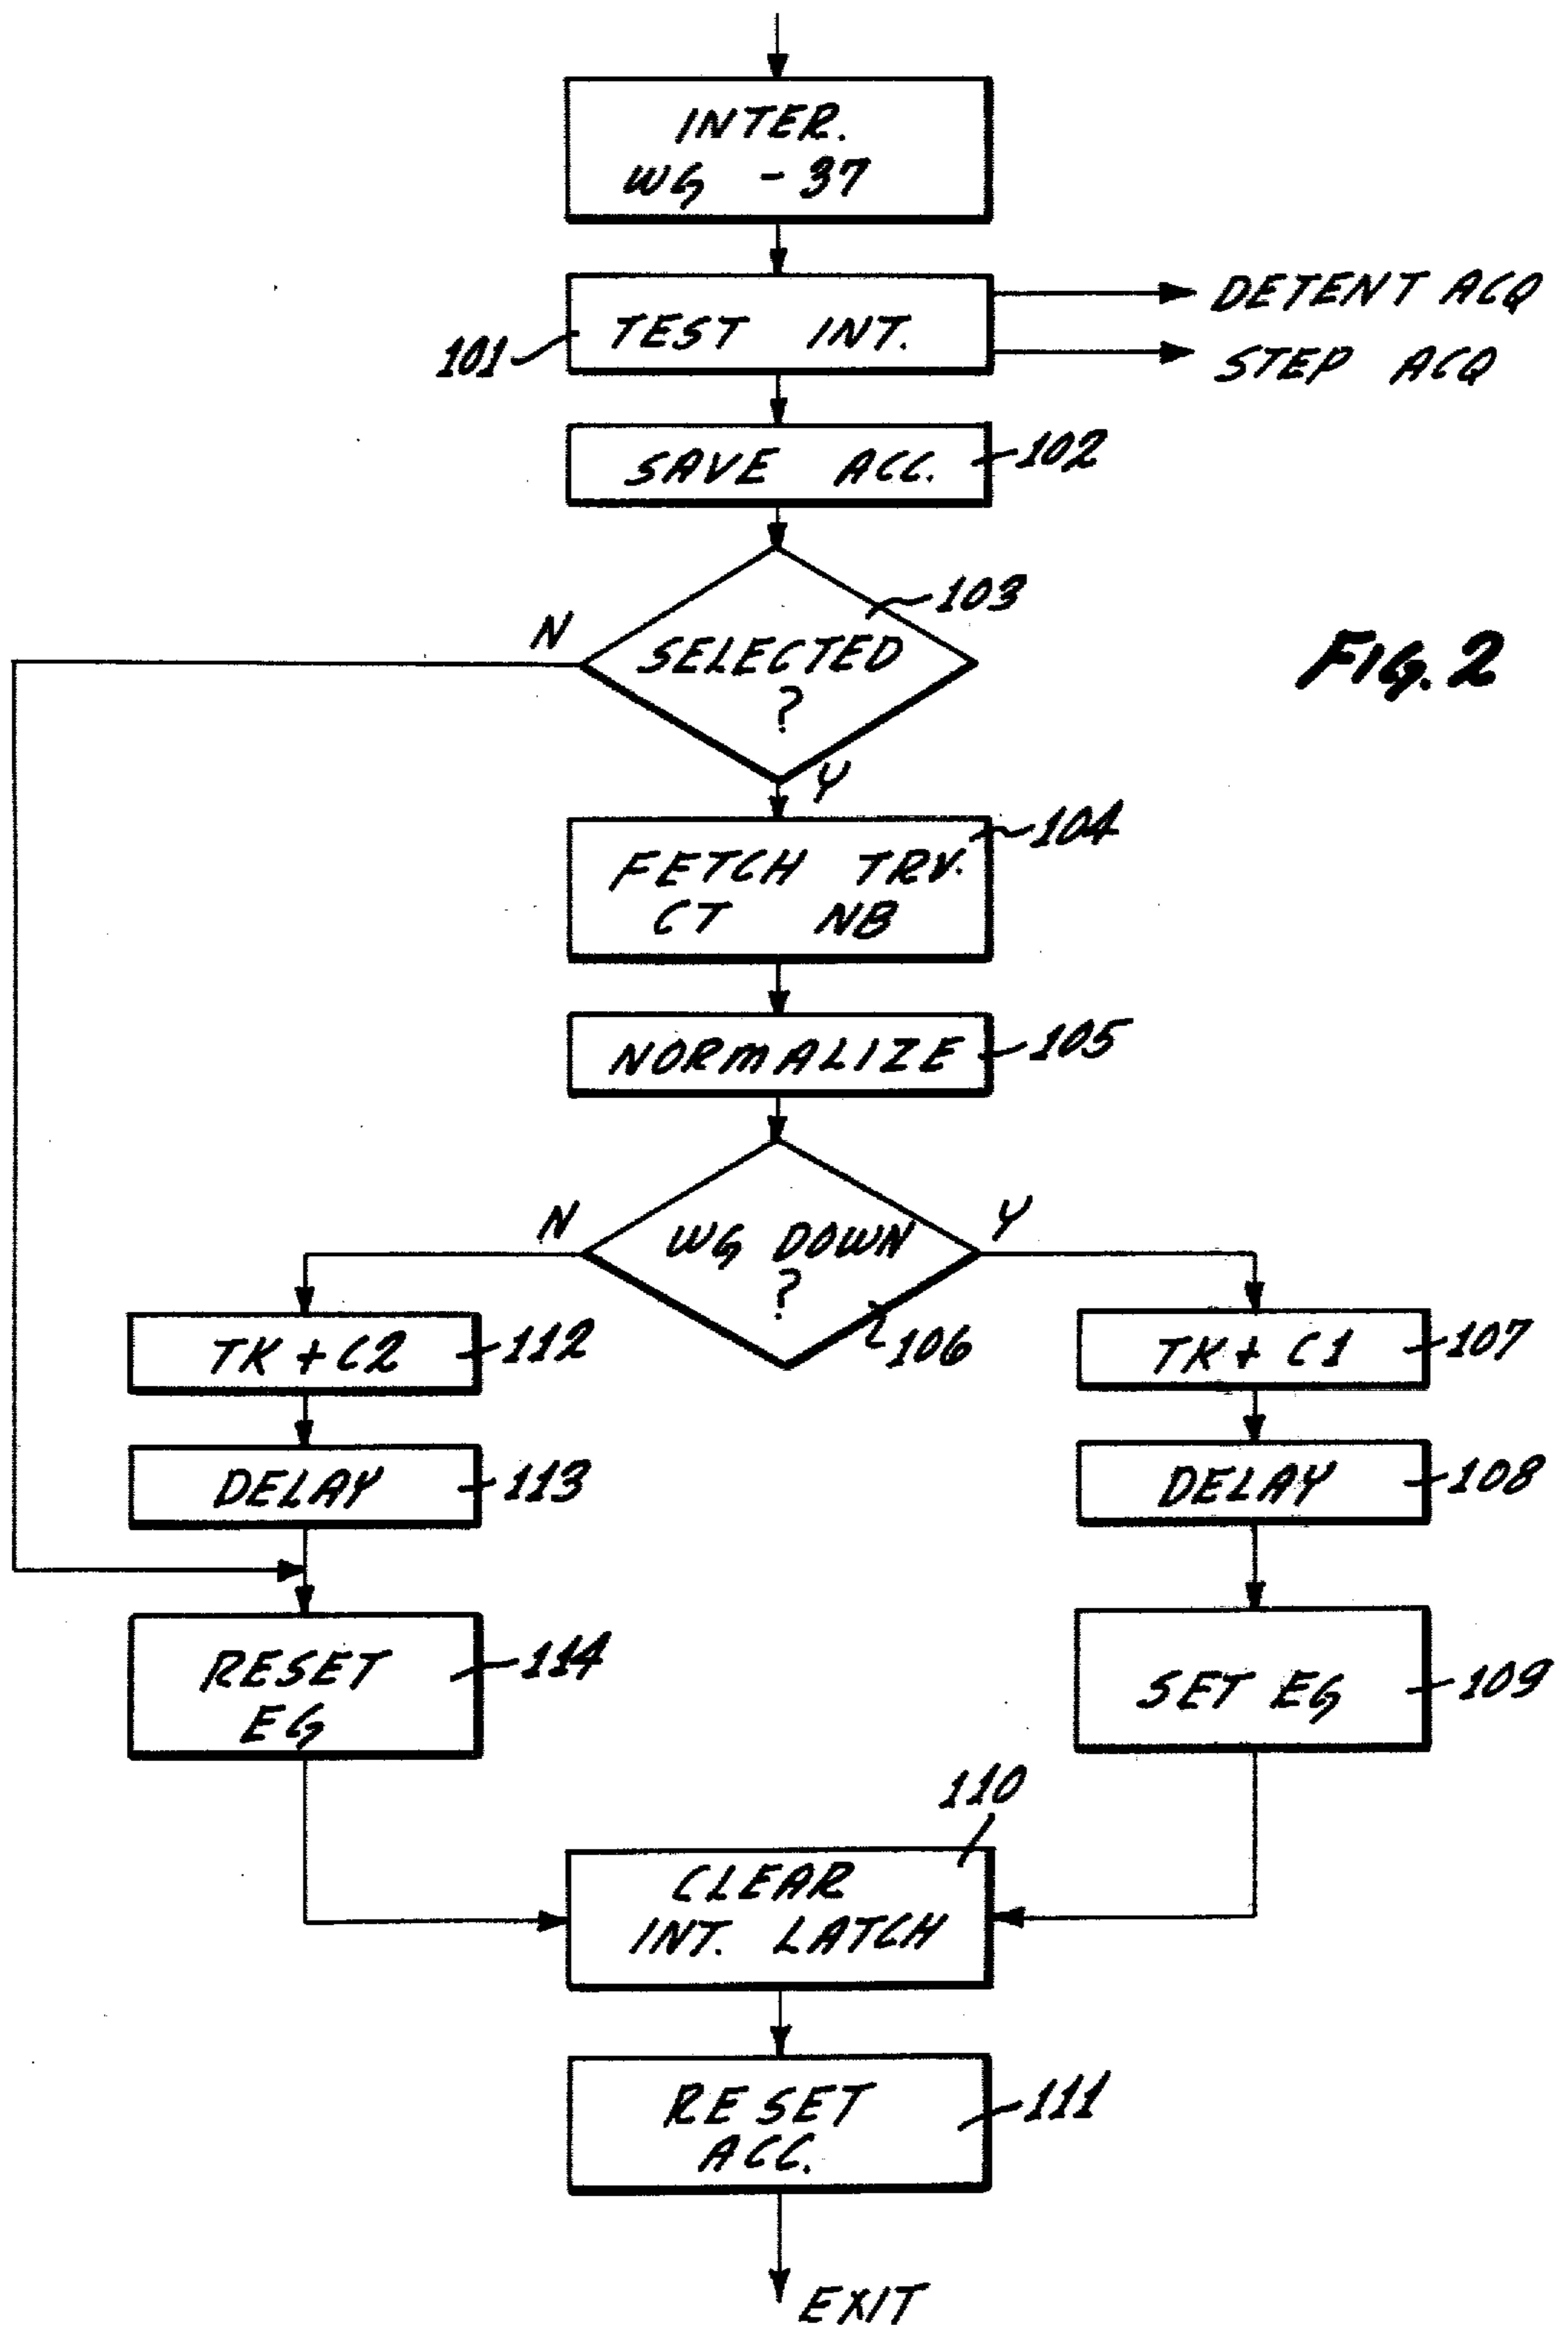 INTER.
WG - 37
TEST INT.
101
DETENT ACQ
STEP ACQ
SAVE ACC.
102
103
N
SELECTED
?
FIG. 2
Y
104
FETCH TRV.
CT NB
NORMALIZE
105
N
Y
WG DOWN
?
106
TK + C2
112
TK + C1
107
DELAY
113
DELAY
108
RESET
EG
114
SET EG
109
110
CLEAR
INT. LATCH
RESET
ACC.
111
EXIT